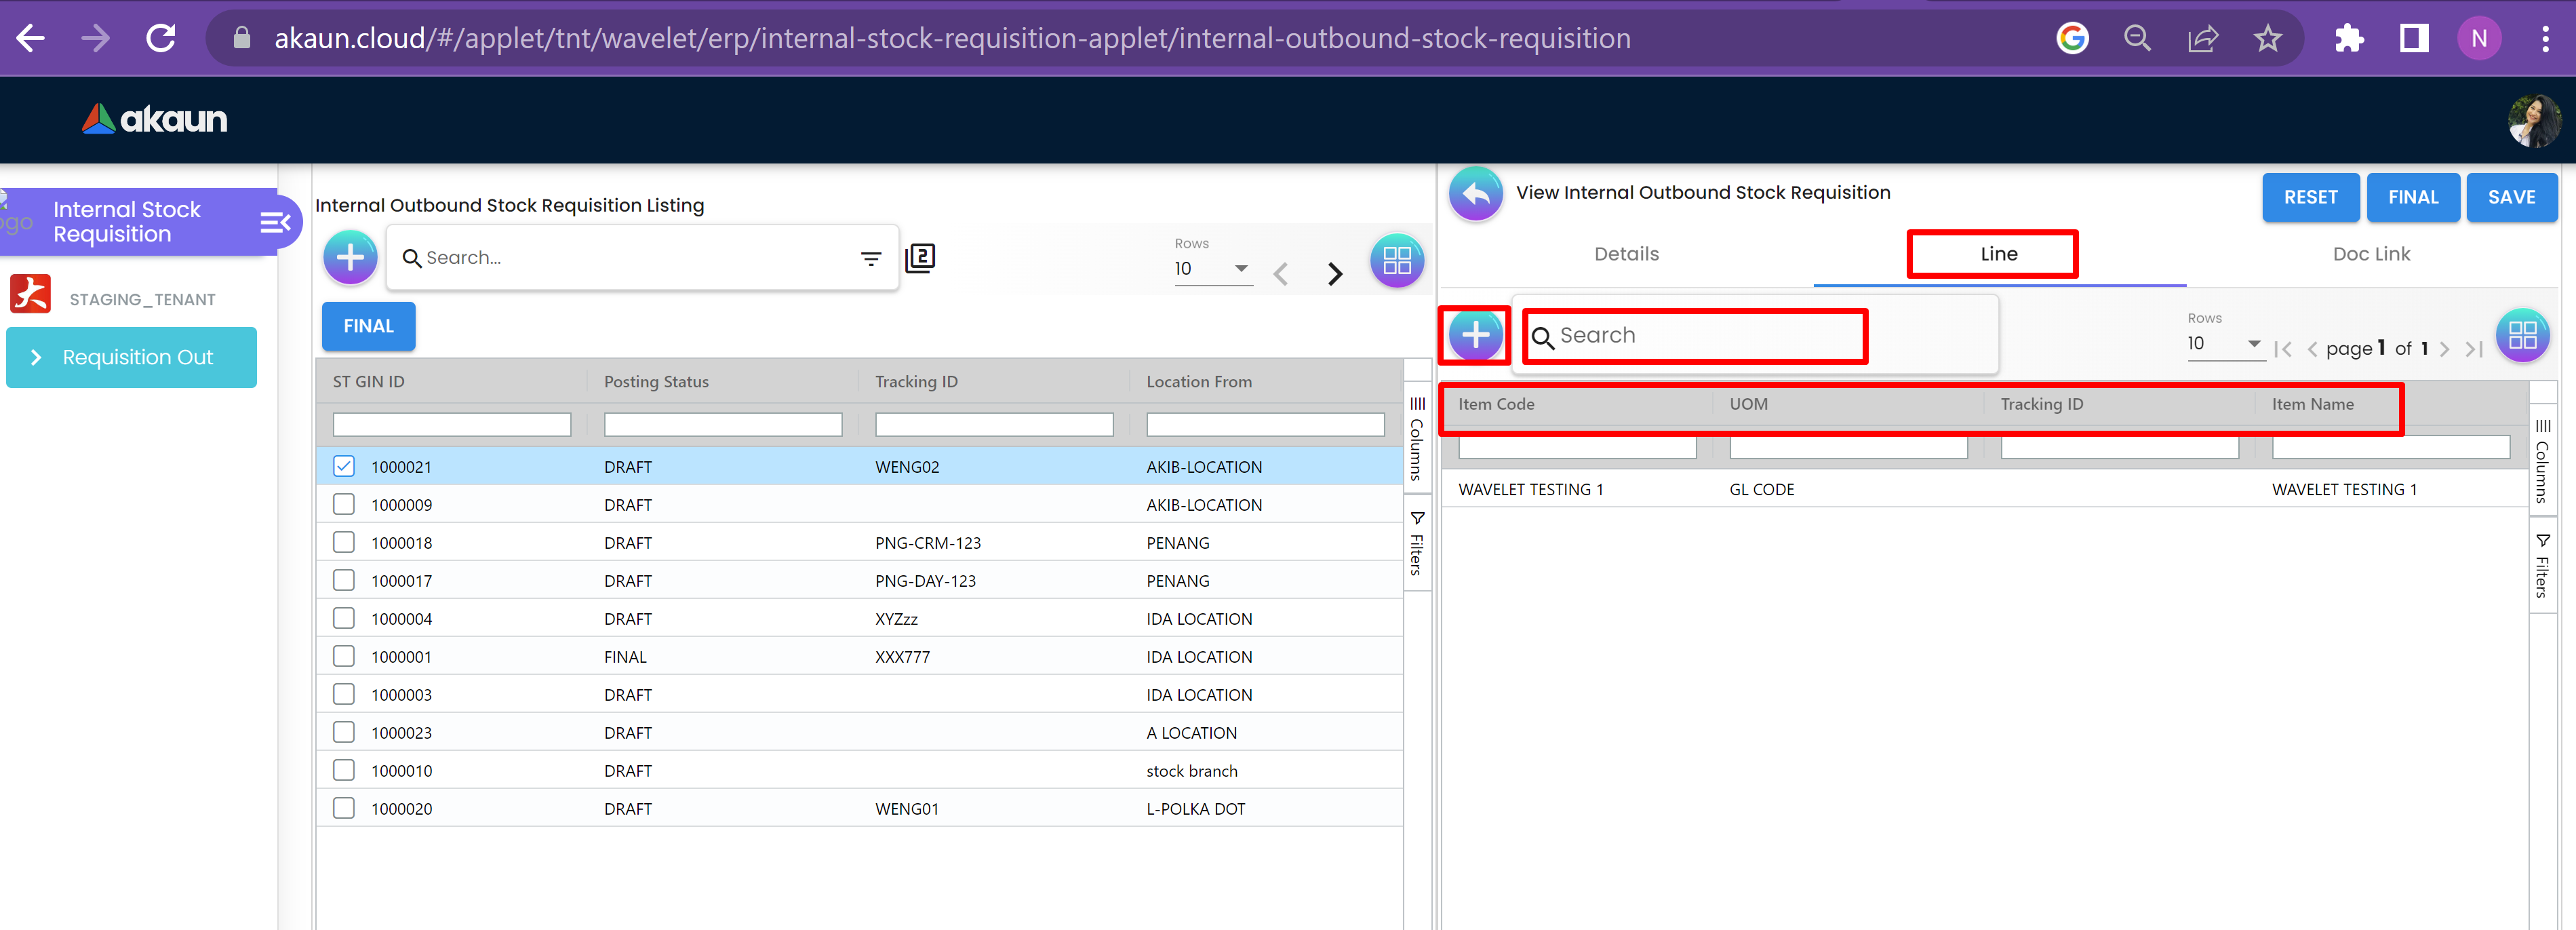 akaun.cloud/#/applet/tnt/wavelet/erp/internal-stock-requisition-applet/internal-outbound-stock-requisition
N
akaun
ogo
Internal Stock
Requisition
STAGING_TENANT
Requisition Out
Internal Outbound Stock Requisition Listing
Search...
2
Rows
10
FINAL
ST GIN ID Posting Status Tracking ID Location From
1000021 DRAFT WENG02 AKIB-LOCATION
1000009 DRAFT AKIB-LOCATION
1000018 DRAFT PNG-CRM-123 PENANG
1000017 DRAFT PNG-DAY-123 PENANG
1000004 DRAFT XYZzz IDA LOCATION
1000001 FINAL XXX777 IDA LOCATION
1000003 DRAFT IDA LOCATION
1000023 DRAFT A LOCATION
1000010 DRAFT stock branch
1000020 DRAFT WENG01 L-POLKA DOT
Columns
Filters
View Internal Outbound Stock Requisition
RESET FINAL SAVE
Details Line Doc Link
Search
Rows
10
page 1 of 1
Item Code UOM Tracking ID Item Name
WAVELET TESTING 1 GL CODE WAVELET TESTING 1
Columns
Filters